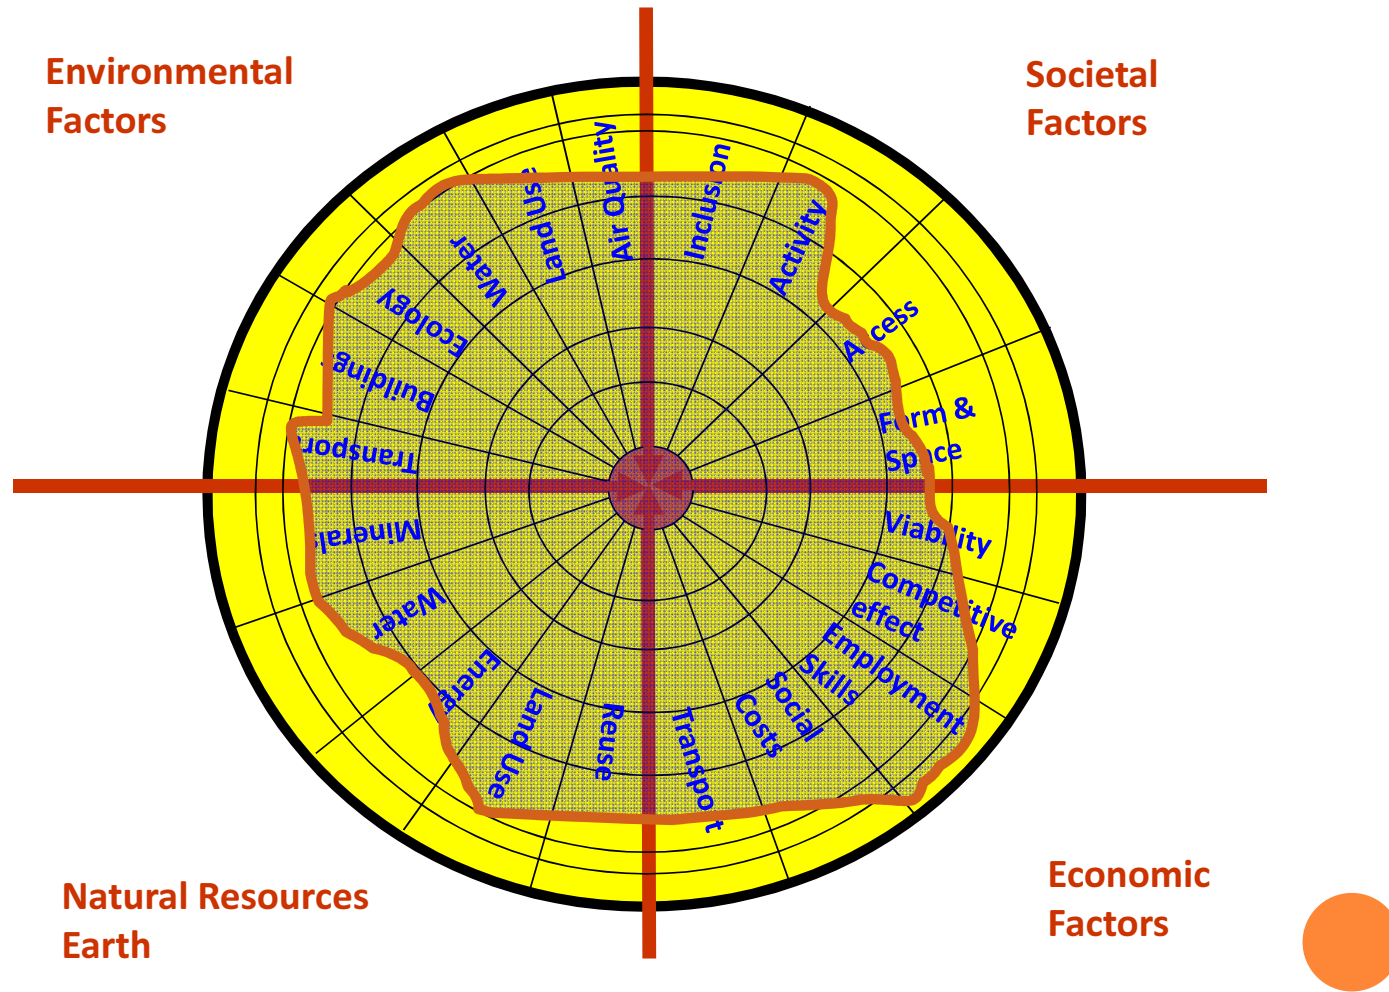 Environmental
Factors
Societal
Factors
Air Quality
Inclusion
Activity
Access
Form &
Space
Viability
Competitive
effect
Employment
Skills
Social
Costs
Transport
Reuse
Land Use
Energy
Water
Minerals
Transport
Buildings
Ecology
Water
Land Use
Natural Resources
Earth
Economic
Factors